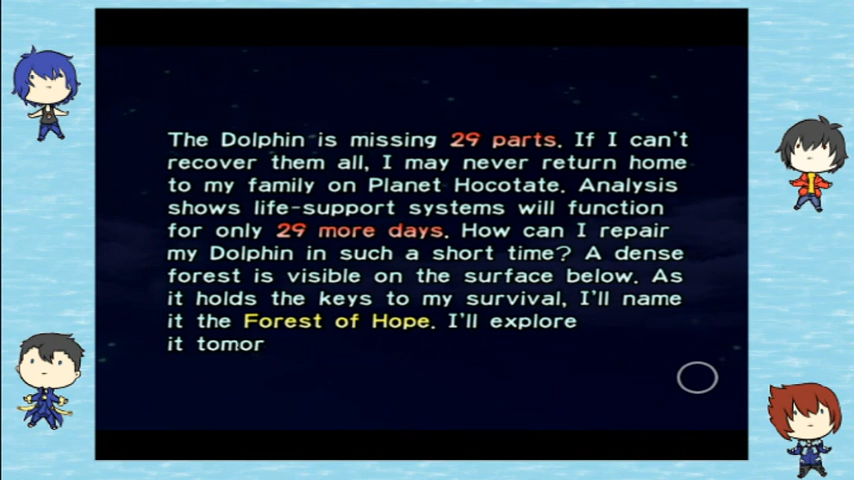 The Dolphin is missing 29 parts. If I can't
recover them all, I may never return home
to my family on Planet Hocotate. Analysis
shows life-support systems will function
for only 29 more days. How can I repair
my Dolphin in such a short time? A dense
forest is visible on the surface below. As
it holds the keys to my survival, I'll name
it the Forest of Hope. I'll explore
it tomor